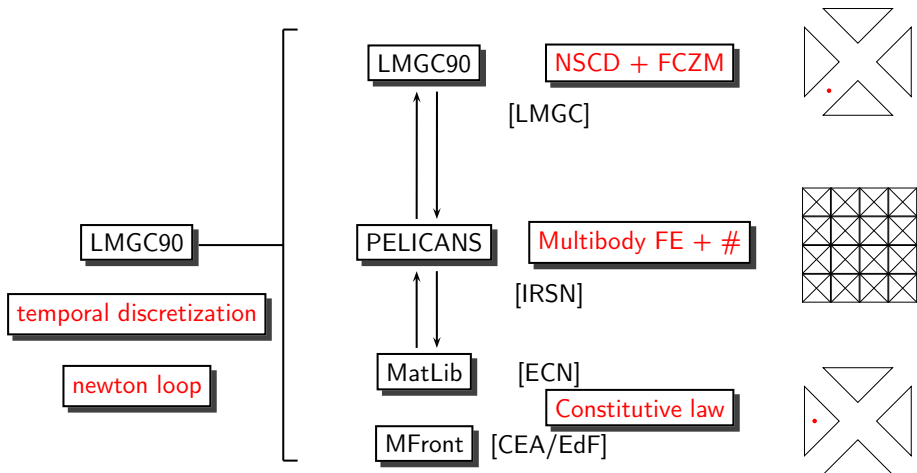 LMGC90
NSCD + FCZM
[LMGC]
LMGC90
PELICANS
Multibody FE + #
[IRSN]
temporal discretization
newton loop
MatLib
[ECN]
Constitutive law
MFront
[CEA/EdF]